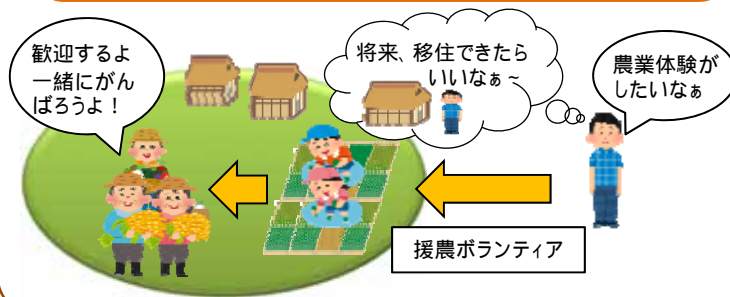 歓迎するよ
一緒にがん
ばろうよ！
将来、移住できたら
いいなぁ～
農業体験が
したいなぁ
援農ボランティア